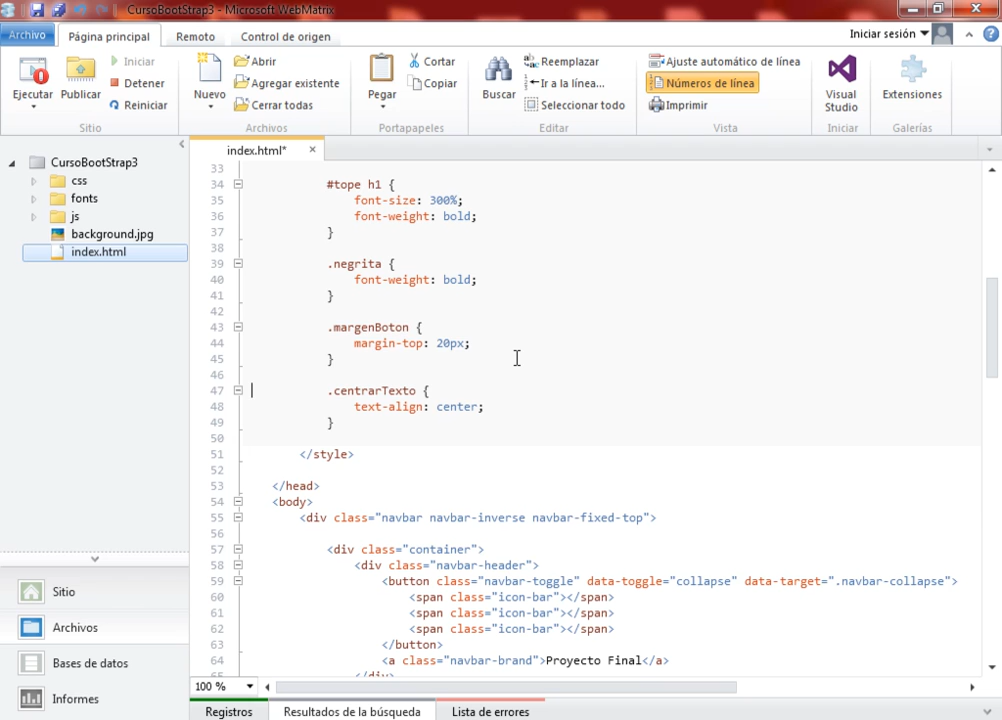 CursoBootStrap3 - Microsoft WebMatrix
Archivo
Página principal
Remoto
Control de origen
Iniciar sesión
Ejecutar
Publicar
Iniciar
Detener
Reiniciar
Sitio
Nuevo
Abrir
Agregar existente
Cerrar todas
Archivos
Pegar
Cortar
Copiar
Portapapeles
Buscar
Reemplazar
Ir a la línea...
Seleccionar todo
Editar
Ajuste automático de línea
Números de línea
Imprimir
Vista
Visual Studio
Iniciar
Extensiones
Galerías
CursoBootStrap3
css
fonts
js
background.jpg
index.html
Sitio
Archivos
Bases de datos
Informes
index.html*
33
34 #tope h1 {
35 font-size: 300%;
36 font-weight: bold;
37 }
38
39 .negrita {
40 font-weight: bold;
41 }
42
43 .margenBoton {
44 margin-top: 20px;
45 }
46
47 .centrarTexto {
48 text-align: center;
49 }
50
51 </style>
52
53 </head>
54 <body>
55 <div class="navbar navbar-inverse navbar-fixed-top">
56
57 <div class="container">
58 <div class="navbar-header">
59 <button class="navbar-toggle" data-toggle="collapse" data-target=".navbar-collapse">
60 <span class="icon-bar"></span>
61 <span class="icon-bar"></span>
62 <span class="icon-bar"></span>
63 </button>
64 <a class="navbar-brand">Proyecto Final</a>
65 </div>
100 %
Registros
Resultados de la búsqueda
Lista de errores